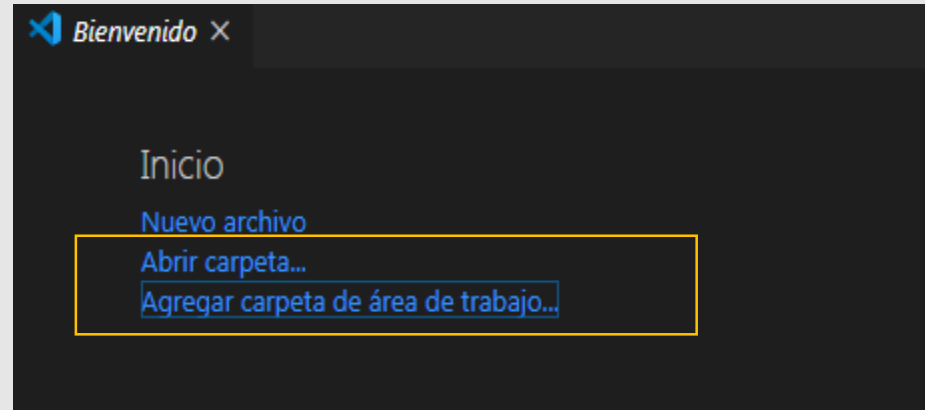 Bienvenido
Inicio
Nuevo archivo
Abrir carpeta...
Agregar carpeta de área de trabajo...